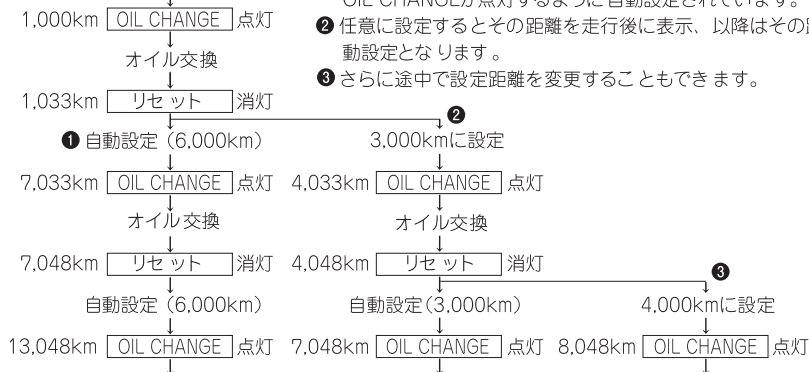 OIL CHANGEが点灯するように自動設定されています。
1,000km OIL CHANGE 点灯
❷ 任意に設定するとその距離を走行後に表示、以降はその
動設定となります。
オイル交換
❸ さらに途中で設定距離を変更することもできます。
1,033km リセット 消灯
❷
❶ 自動設定（6,000km） 3,000kmに設定
7,033km OIL CHANGE 点灯 4,033km OIL CHANGE 点灯
オイル交換 オイル交換
7,048km リセット 消灯 4,048km リセット 消灯
❸
自動設定（6,000km） 自動設定(3,000km) 4,000kmに設定
13,048km OIL CHANGE 点灯 7,048km OIL CHANGE 点灯 8,048km OIL CHANGE 点灯